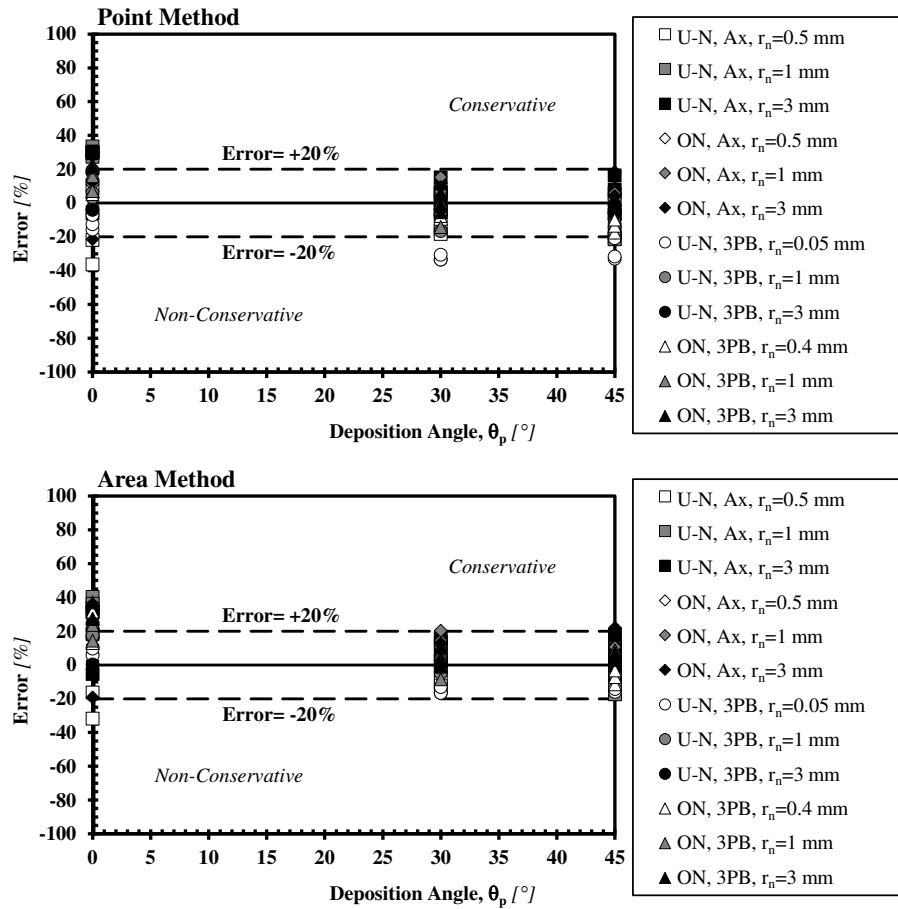 Point Method
100
80
60
40
20
0
-20
-40
-60
-80
-100
Error [%]
Conservative
Error= +20%
Error= -20%
Non-Conservative
0 5 10 15 20 25 30 35 40 45
Deposition Angle, θp [°]
U-N, Ax, rn=0.5 mm
U-N, Ax, rn=1 mm
U-N, Ax, rn=3 mm
ON, Ax, rn=0.5 mm
ON, Ax, rn=1 mm
ON, Ax, rn=3 mm
U-N, 3PB, rn=0.05 mm
U-N, 3PB, rn=1 mm
U-N, 3PB, rn=3 mm
ON, 3PB, rn=0.4 mm
ON, 3PB, rn=1 mm
ON, 3PB, rn=3 mm
Area Method
100
80
60
40
20
0
-20
-40
-60
-80
-100
Error [%]
Conservative
Error= +20%
Error= -20%
Non-Conservative
0 5 10 15 20 25 30 35 40 45
Deposition Angle, θp [°]
U-N, Ax, rn=0.5 mm
U-N, Ax, rn=1 mm
U-N, Ax, rn=3 mm
ON, Ax, rn=0.5 mm
ON, Ax, rn=1 mm
ON, Ax, rn=3 mm
U-N, 3PB, rn=0.05 mm
U-N, 3PB, rn=1 mm
U-N, 3PB, rn=3 mm
ON, 3PB, rn=0.4 mm
ON, 3PB, rn=1 mm
ON, 3PB, rn=3 mm